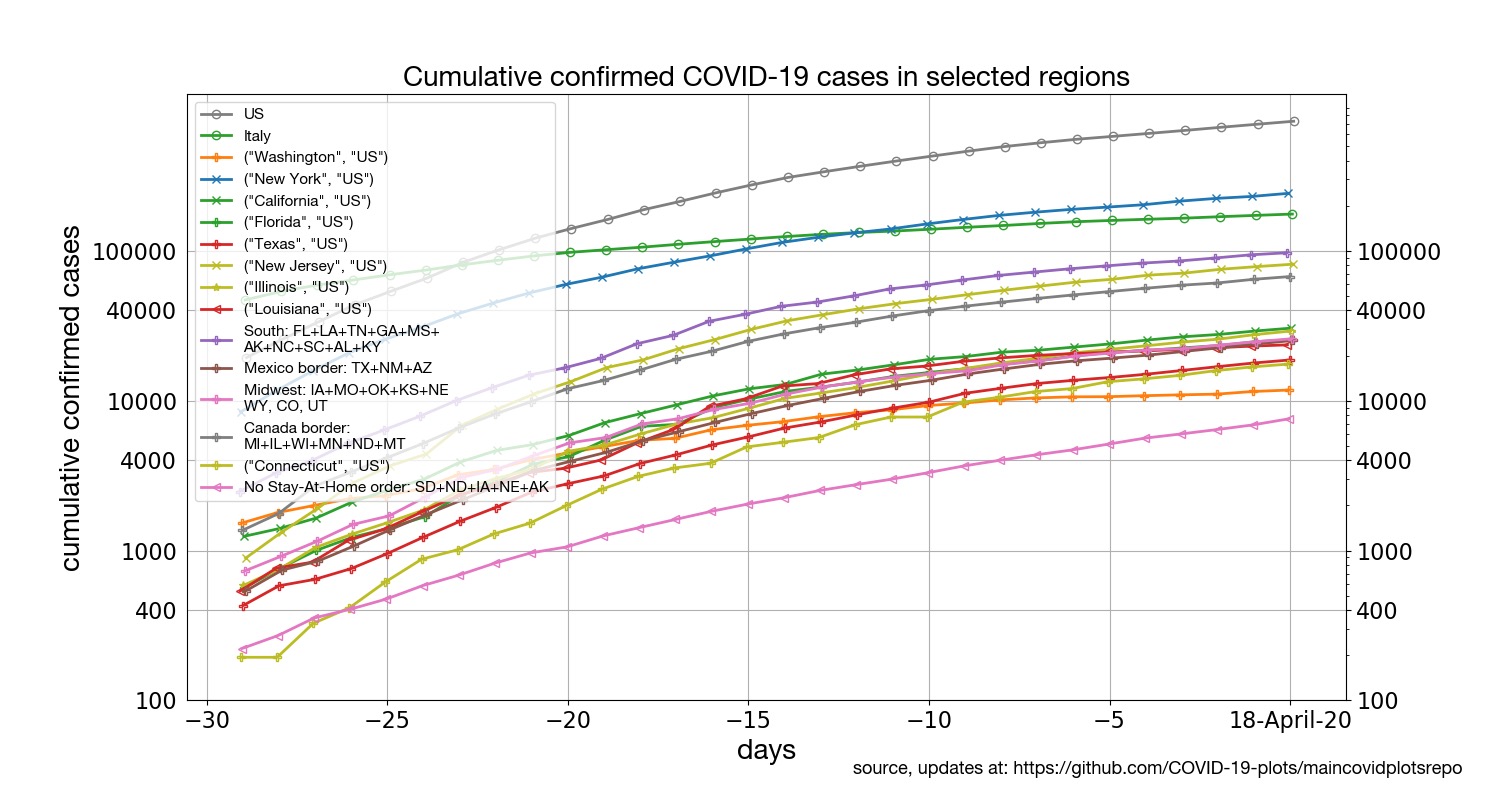 Cumulative confirmed COVID-19 cases in selected regions
US
Italy
("Washington", "US")
("New York", "US")
("California", "US")
("Florida", "US")
("Texas", "US")
("New Jersey", "US")
("Illinois", "US")
("Louisiana", "US")
South: FL+LA+TN+GA+MS+
AK+NC+SC+AL+KY
Mexico border: TX+NM+AZ
Midwest: IA+MO+OK+KS+NE
WY, CO, UT
Canada border:
MI+IL+WI+MN+ND+MT
("Connecticut", "US")
No Stay-At-Home order: SD+ND+IA+NE+AK
cumulative cases
100000
40000
10000
4000
1000
400
100
100000
40000
10000
4000
1000
400
100
−30
−25
−20
−15
−10
−5
18-April-20
days
source, updates at: https://github.com/COVID-19-plots/maincovidplotsrepo